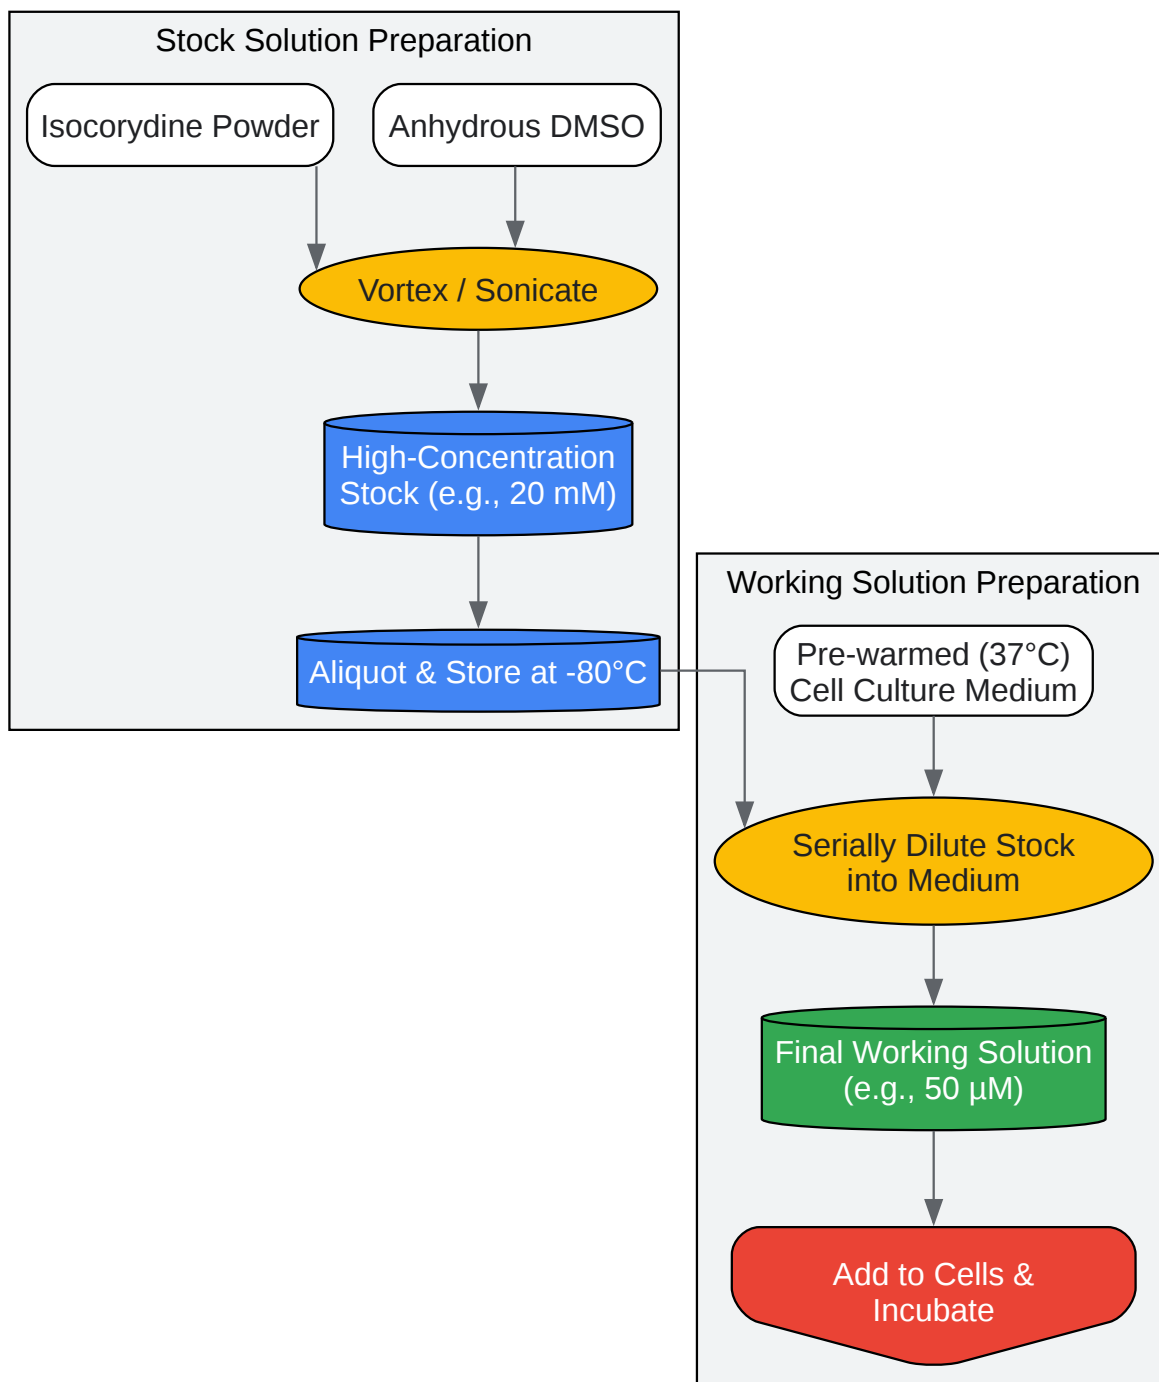 Stock Solution Preparation
Isocorydine Powder
Anhydrous DMSO
Vortex / Sonicate
High-Concentration
Stock (e.g., 20 mM)
Aliquot & Store at -80°C
Working Solution Preparation
Pre-warmed (37°C)
Cell Culture Medium
Serially Dilute Stock
into Medium
Final Working Solution
(e.g., 50 µM)
Add to Cells &
Incubate